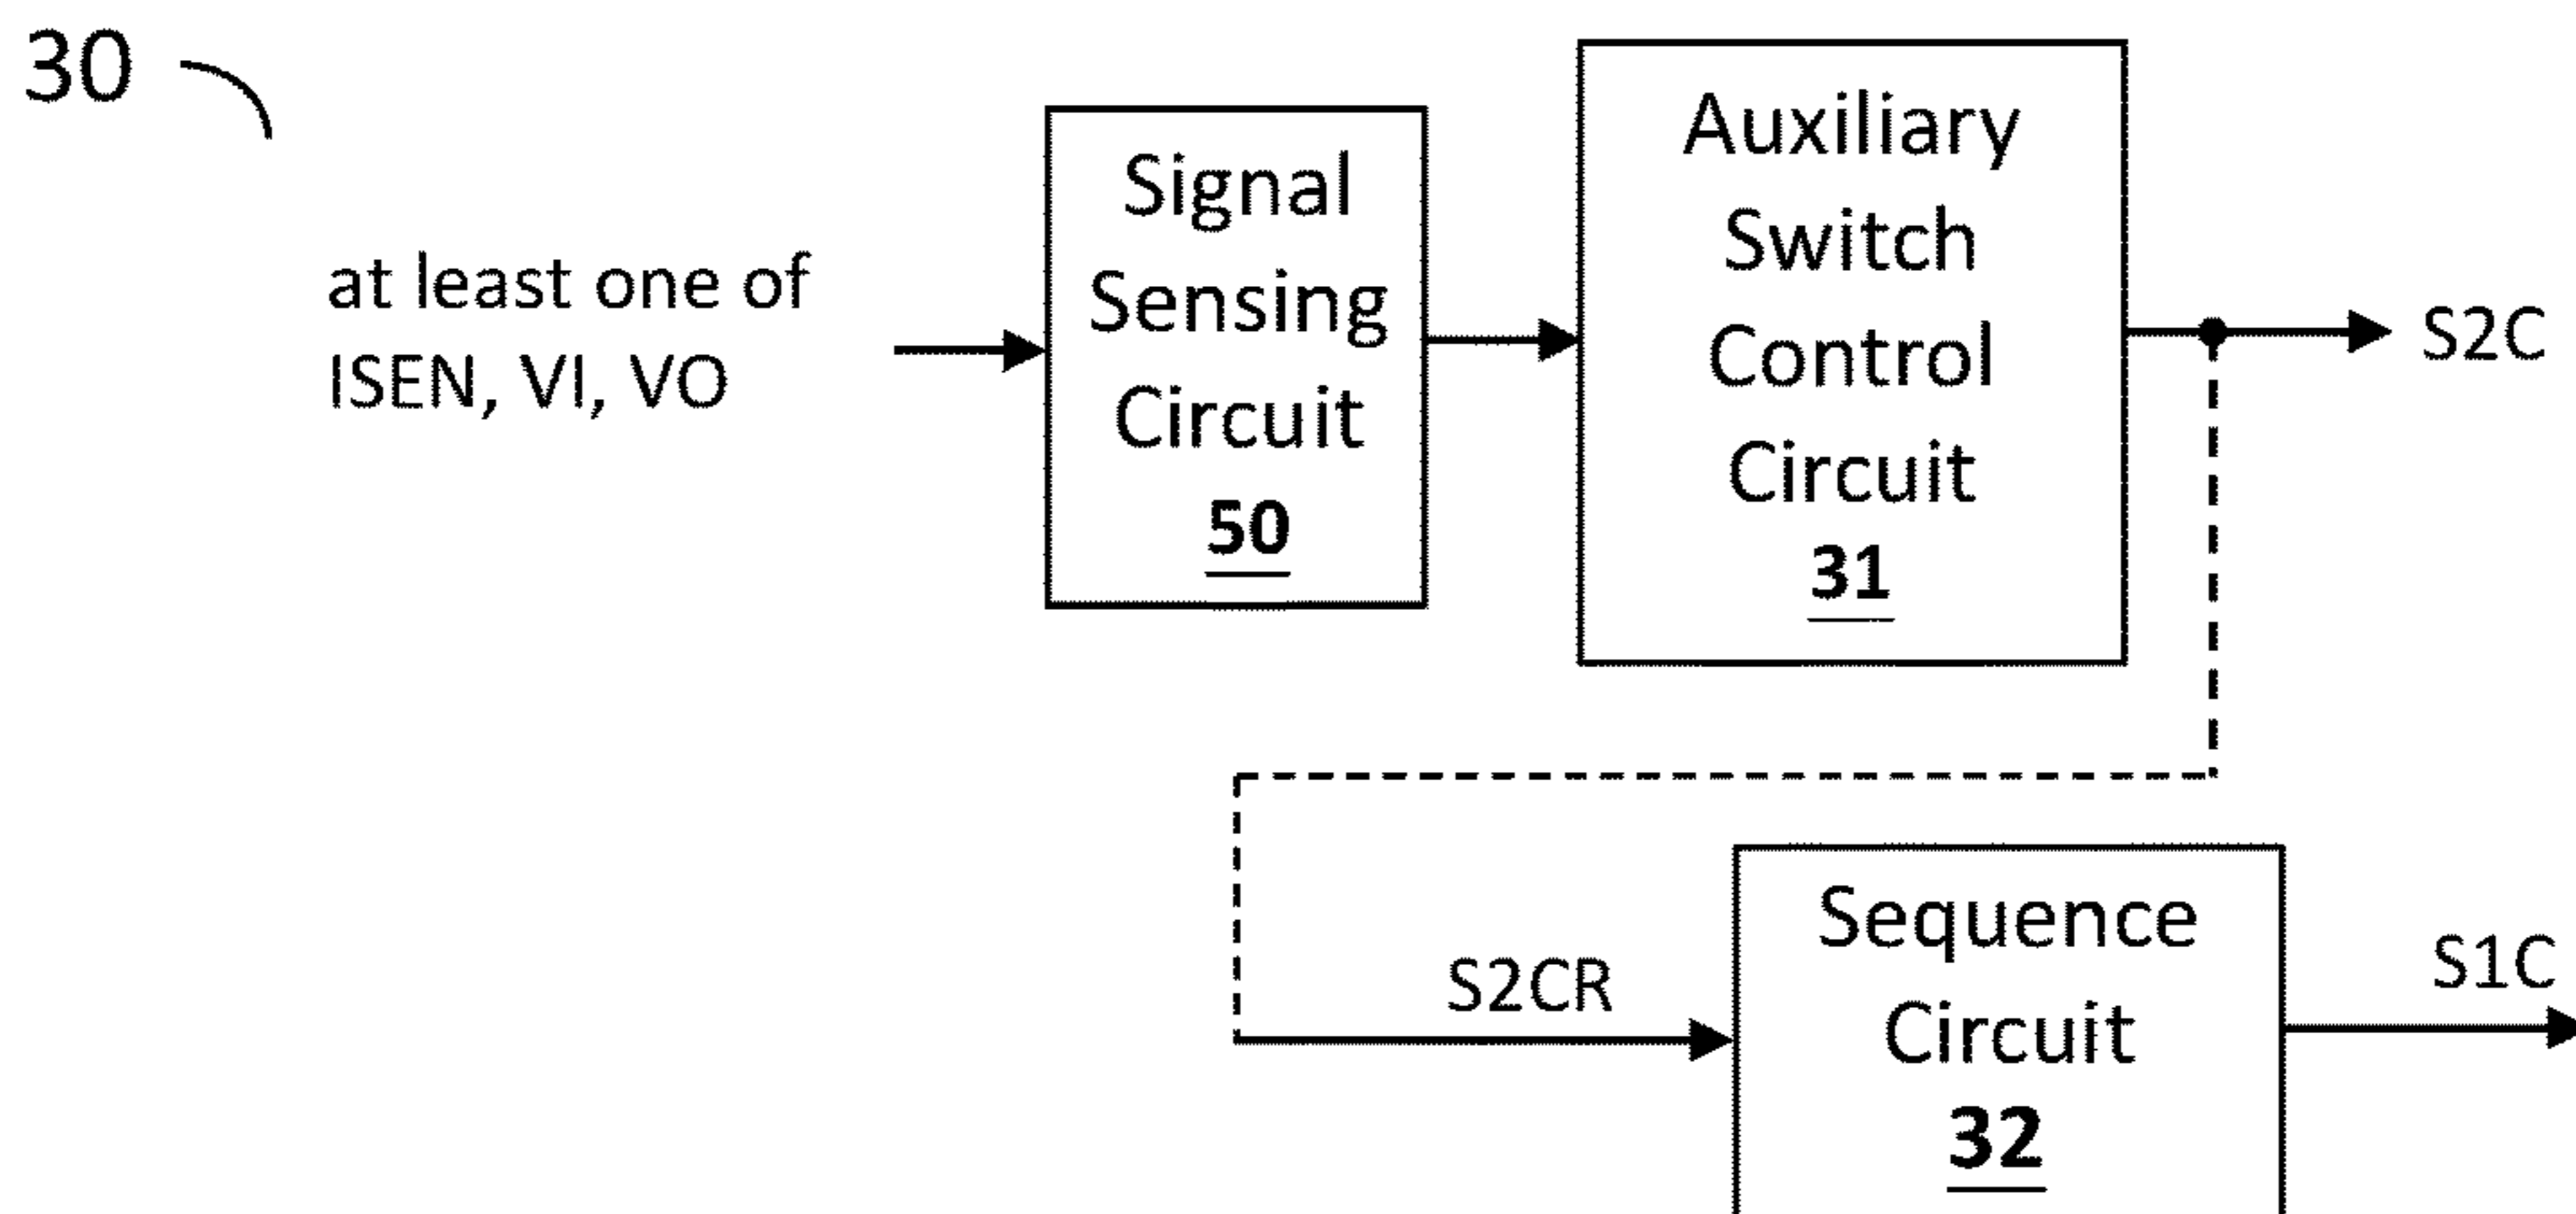 30
at least one of
ISEN, VI, VO
Signal
Sensing
Circuit
50
Auxiliary
Switch
Control
Circuit
31
S2C
S2CR
Sequence
Circuit
32
S1C